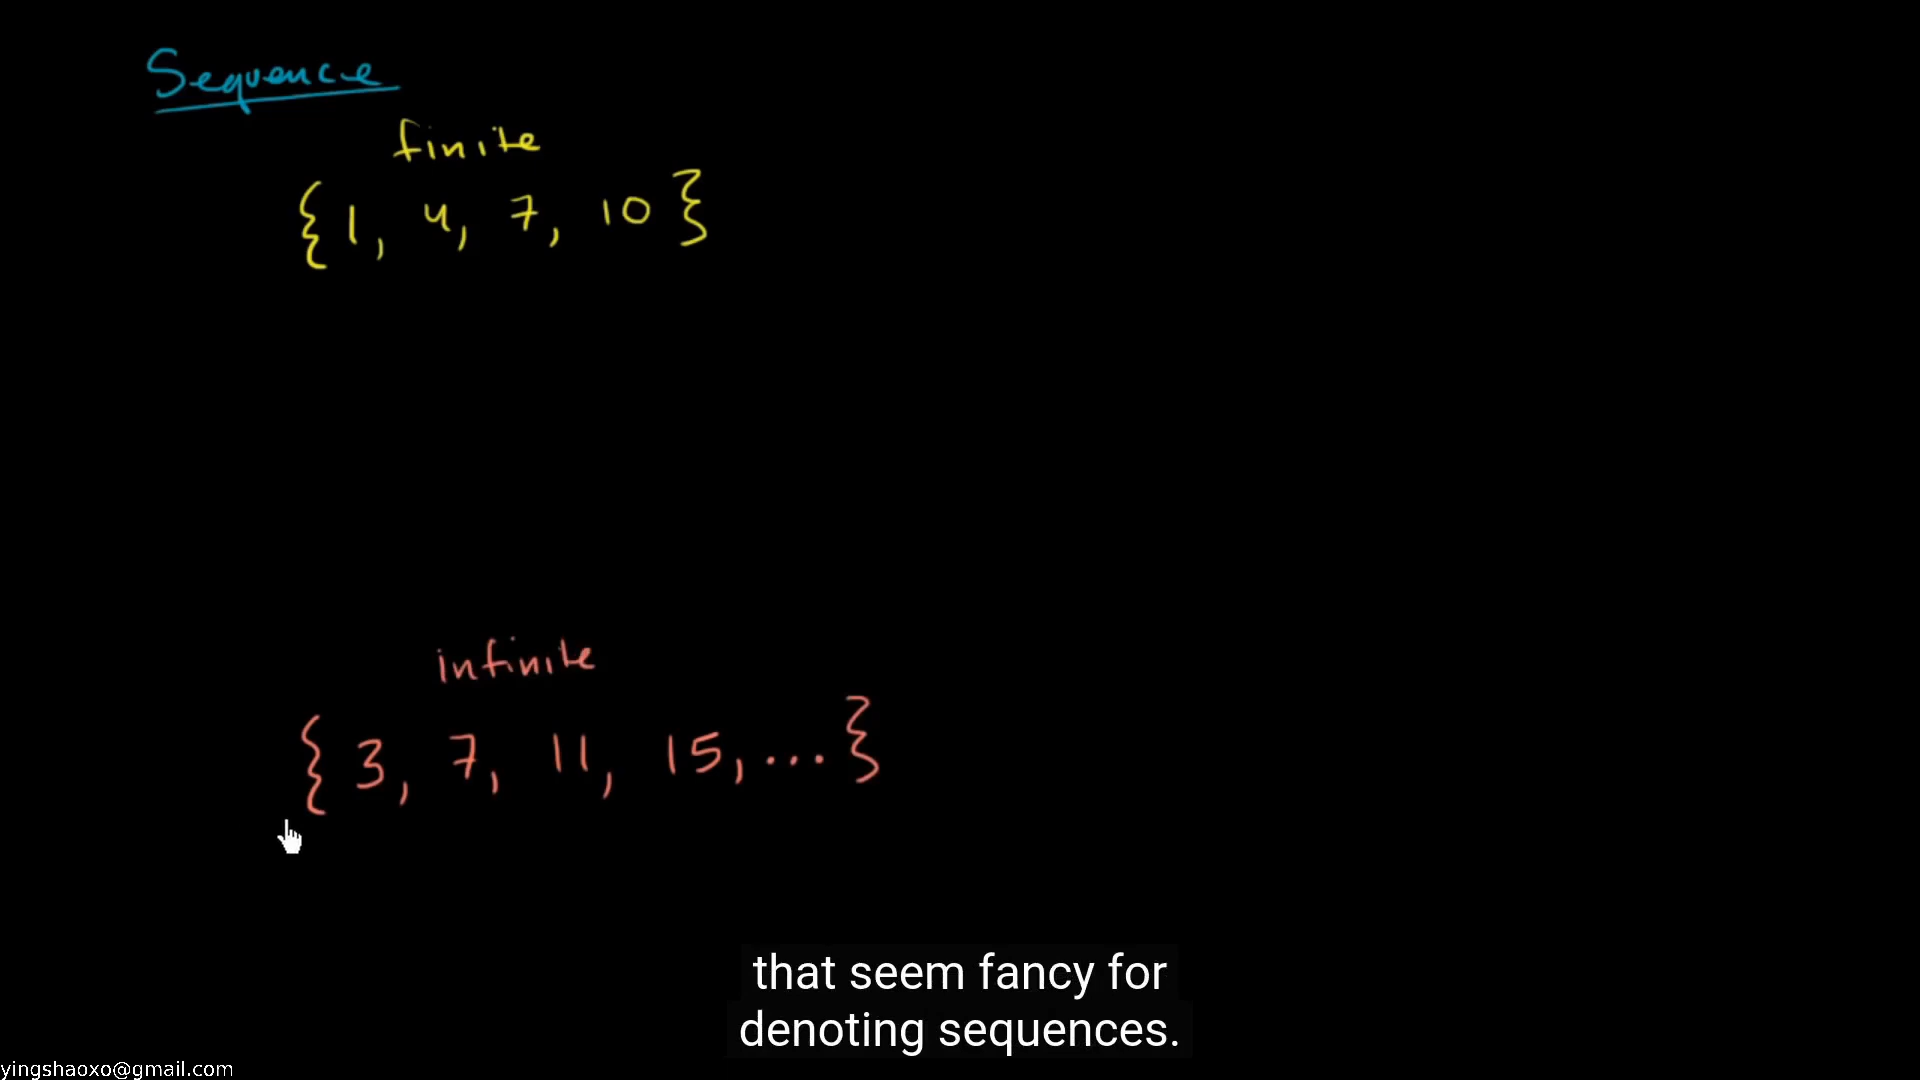 Sequence
finite
{1, 4, 7, 10}
infinite
{3, 7, 11, 15, ...}
that seem fancy for
denoting sequences.
yingshaoxo@gmail.com